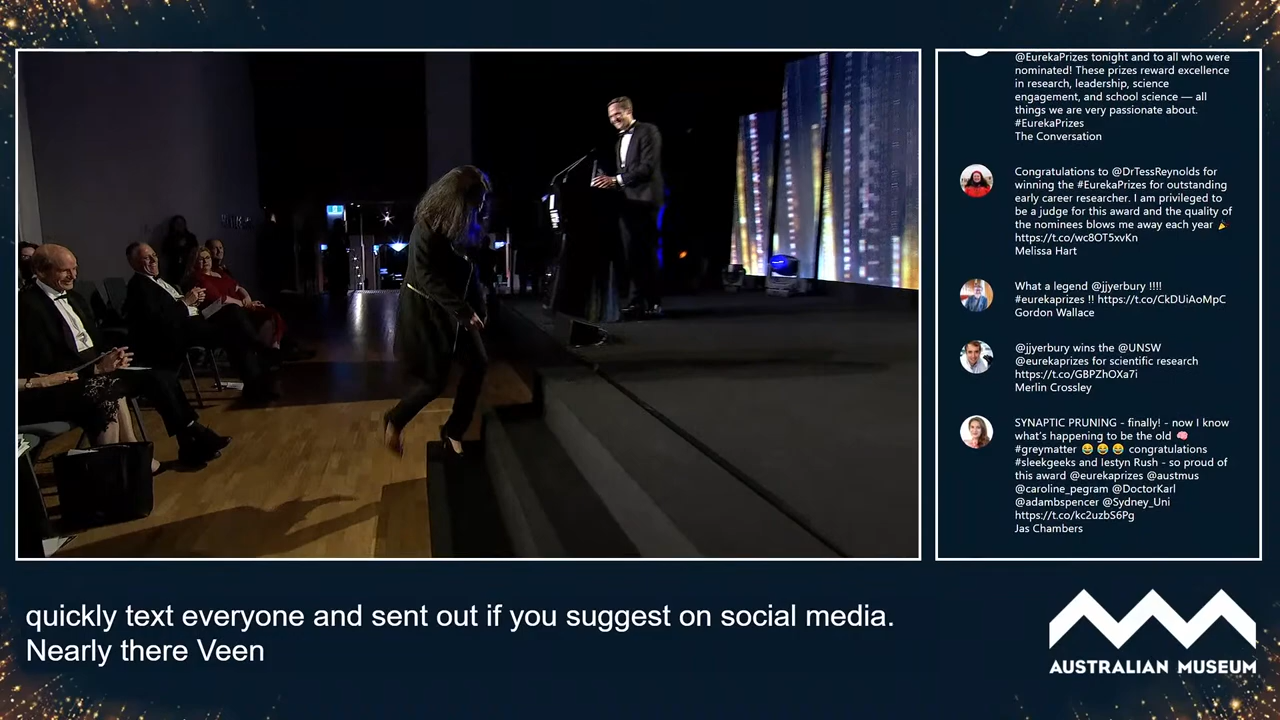 @EurekaPrizes tonight and to all who were
nominated! These prizes reward excellence
in research, leadership, science
engagement, and school science — all
things we are very passionate about.
#EurekaPrizes
The Conversation
Congratulations to @DrTessReynolds for
winning the #EurekaPrizes for outstanding
early career researcher. I am privileged to
be a judge for this award and the quality of
the nominees blows me away each year 🎉
https://t.co/wc8OT5xvKn
Melissa Hart
What a legend @jjyerbury !!!!
#eurekaprizes !! https://t.co/CkDUiAoMpC
Gordon Wallace
@jjyerbury wins the @UNSW
@eurekaprizes for scientific research
https://t.co/GBPZhOXa7i
Merlin Crossley
SYNAPTIC PRUNING - finally! - now I know
what's happening to be the old 🧠
#greymatter 😂 😂 😂 congratulations
#sleekgeeks and Iestyn Rush - so proud of
this award @eurekaprizes @austmus
@caroline_pegram @DoctorKarl
@adambspencer @Sydney_Uni
https://t.co/kc2uzbS6Pg
Jas Chambers
quickly text everyone and sent out if you suggest on social media.
Nearly there Veen
AUSTRALIAN MUSEUM